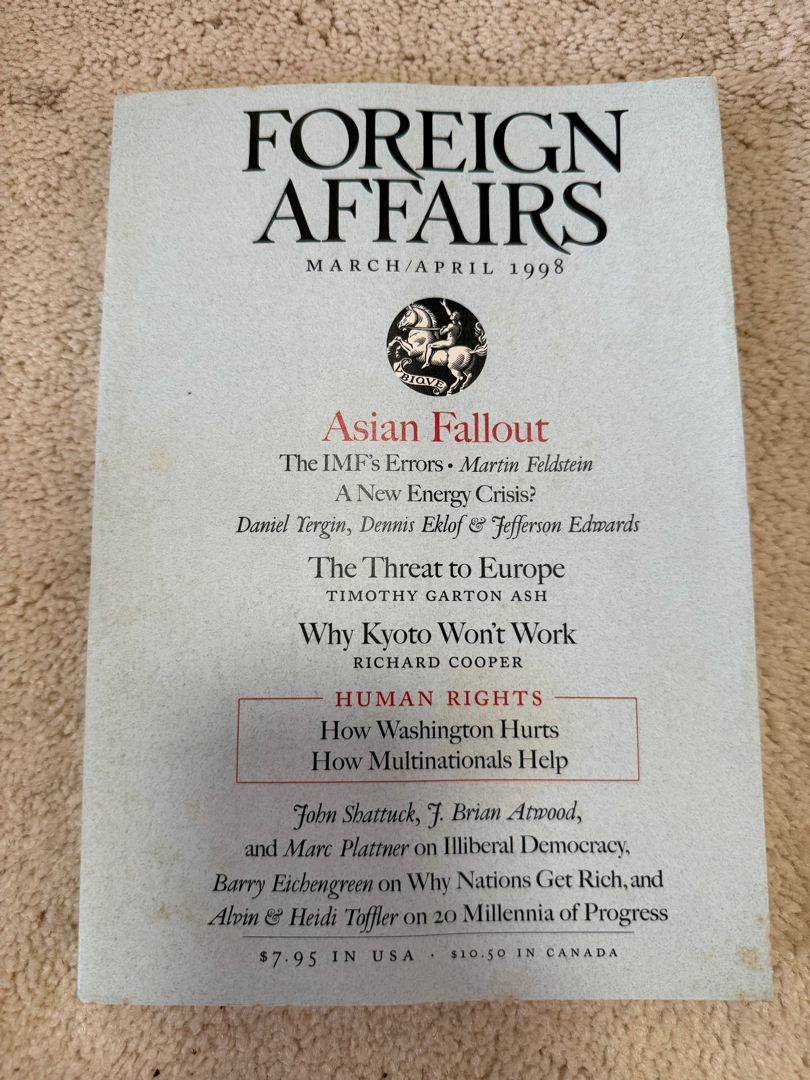 FOREIGN
AFFAIRS
MARCH/APRIL 1998
VBIQVE
Asian Fallout
The IMF's Errors • Martin Feldstein
A New Energy Crisis?
Daniel Yergin, Dennis Eklof & Jefferson Edwards
The Threat to Europe
TIMOTHY GARTON ASH
Why Kyoto Won't Work
RICHARD COOPER
HUMAN RIGHTS
How Washington Hurts
How Multinationals Help
John Shattuck, J. Brian Atwood,
and Marc Plattner on Illiberal Democracy,
Barry Eichengreen on Why Nations Get Rich, and
Alvin & Heidi Toffler on 20 Millennia of Progress
$7.95 IN USA · $10.50 IN CANADA